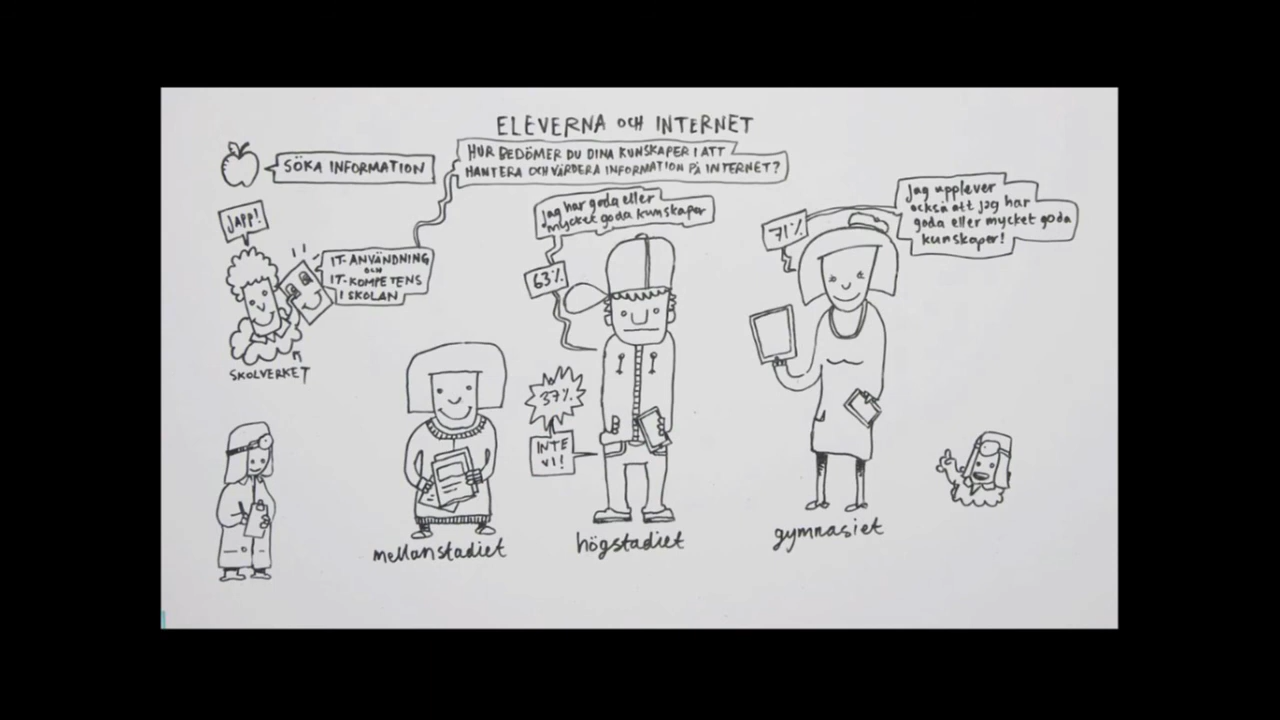 ELEVERNA OCH INTERNET
SÖKA INFORMATION
HUR BEDÖMER DU DINA KUNSKAPER I ATT
HANTERA OCH VÄRDERA INFORMATION PÅ INTERNET?
JAPP!
IT-ANVÄNDNING
OCH
IT-KOMPETENS
I SKOLAN
SKOLVERKET
Jag har goda eller
mycket goda kunskaper
63%
37%
INTE
VI!
71%
Jag upplever
också att jag har
goda eller mycket goda
kunskaper!
mellanstadiet
högstadiet
gymnasiet